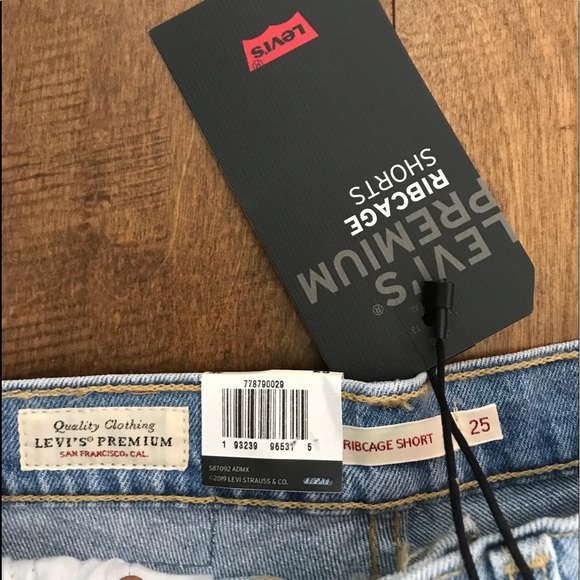 LEVI'S®
RIBCAGE
SHORTS
LEVI'S®
PREMIUM
778790029
1 93239 96531 5
587092 ADMX
©2019 LEVI STRAUSS & CO.
Quality Clothing
LEVI'S® PREMIUM
SAN FRANCISCO, CAL.
RIBCAGE SHORT
25